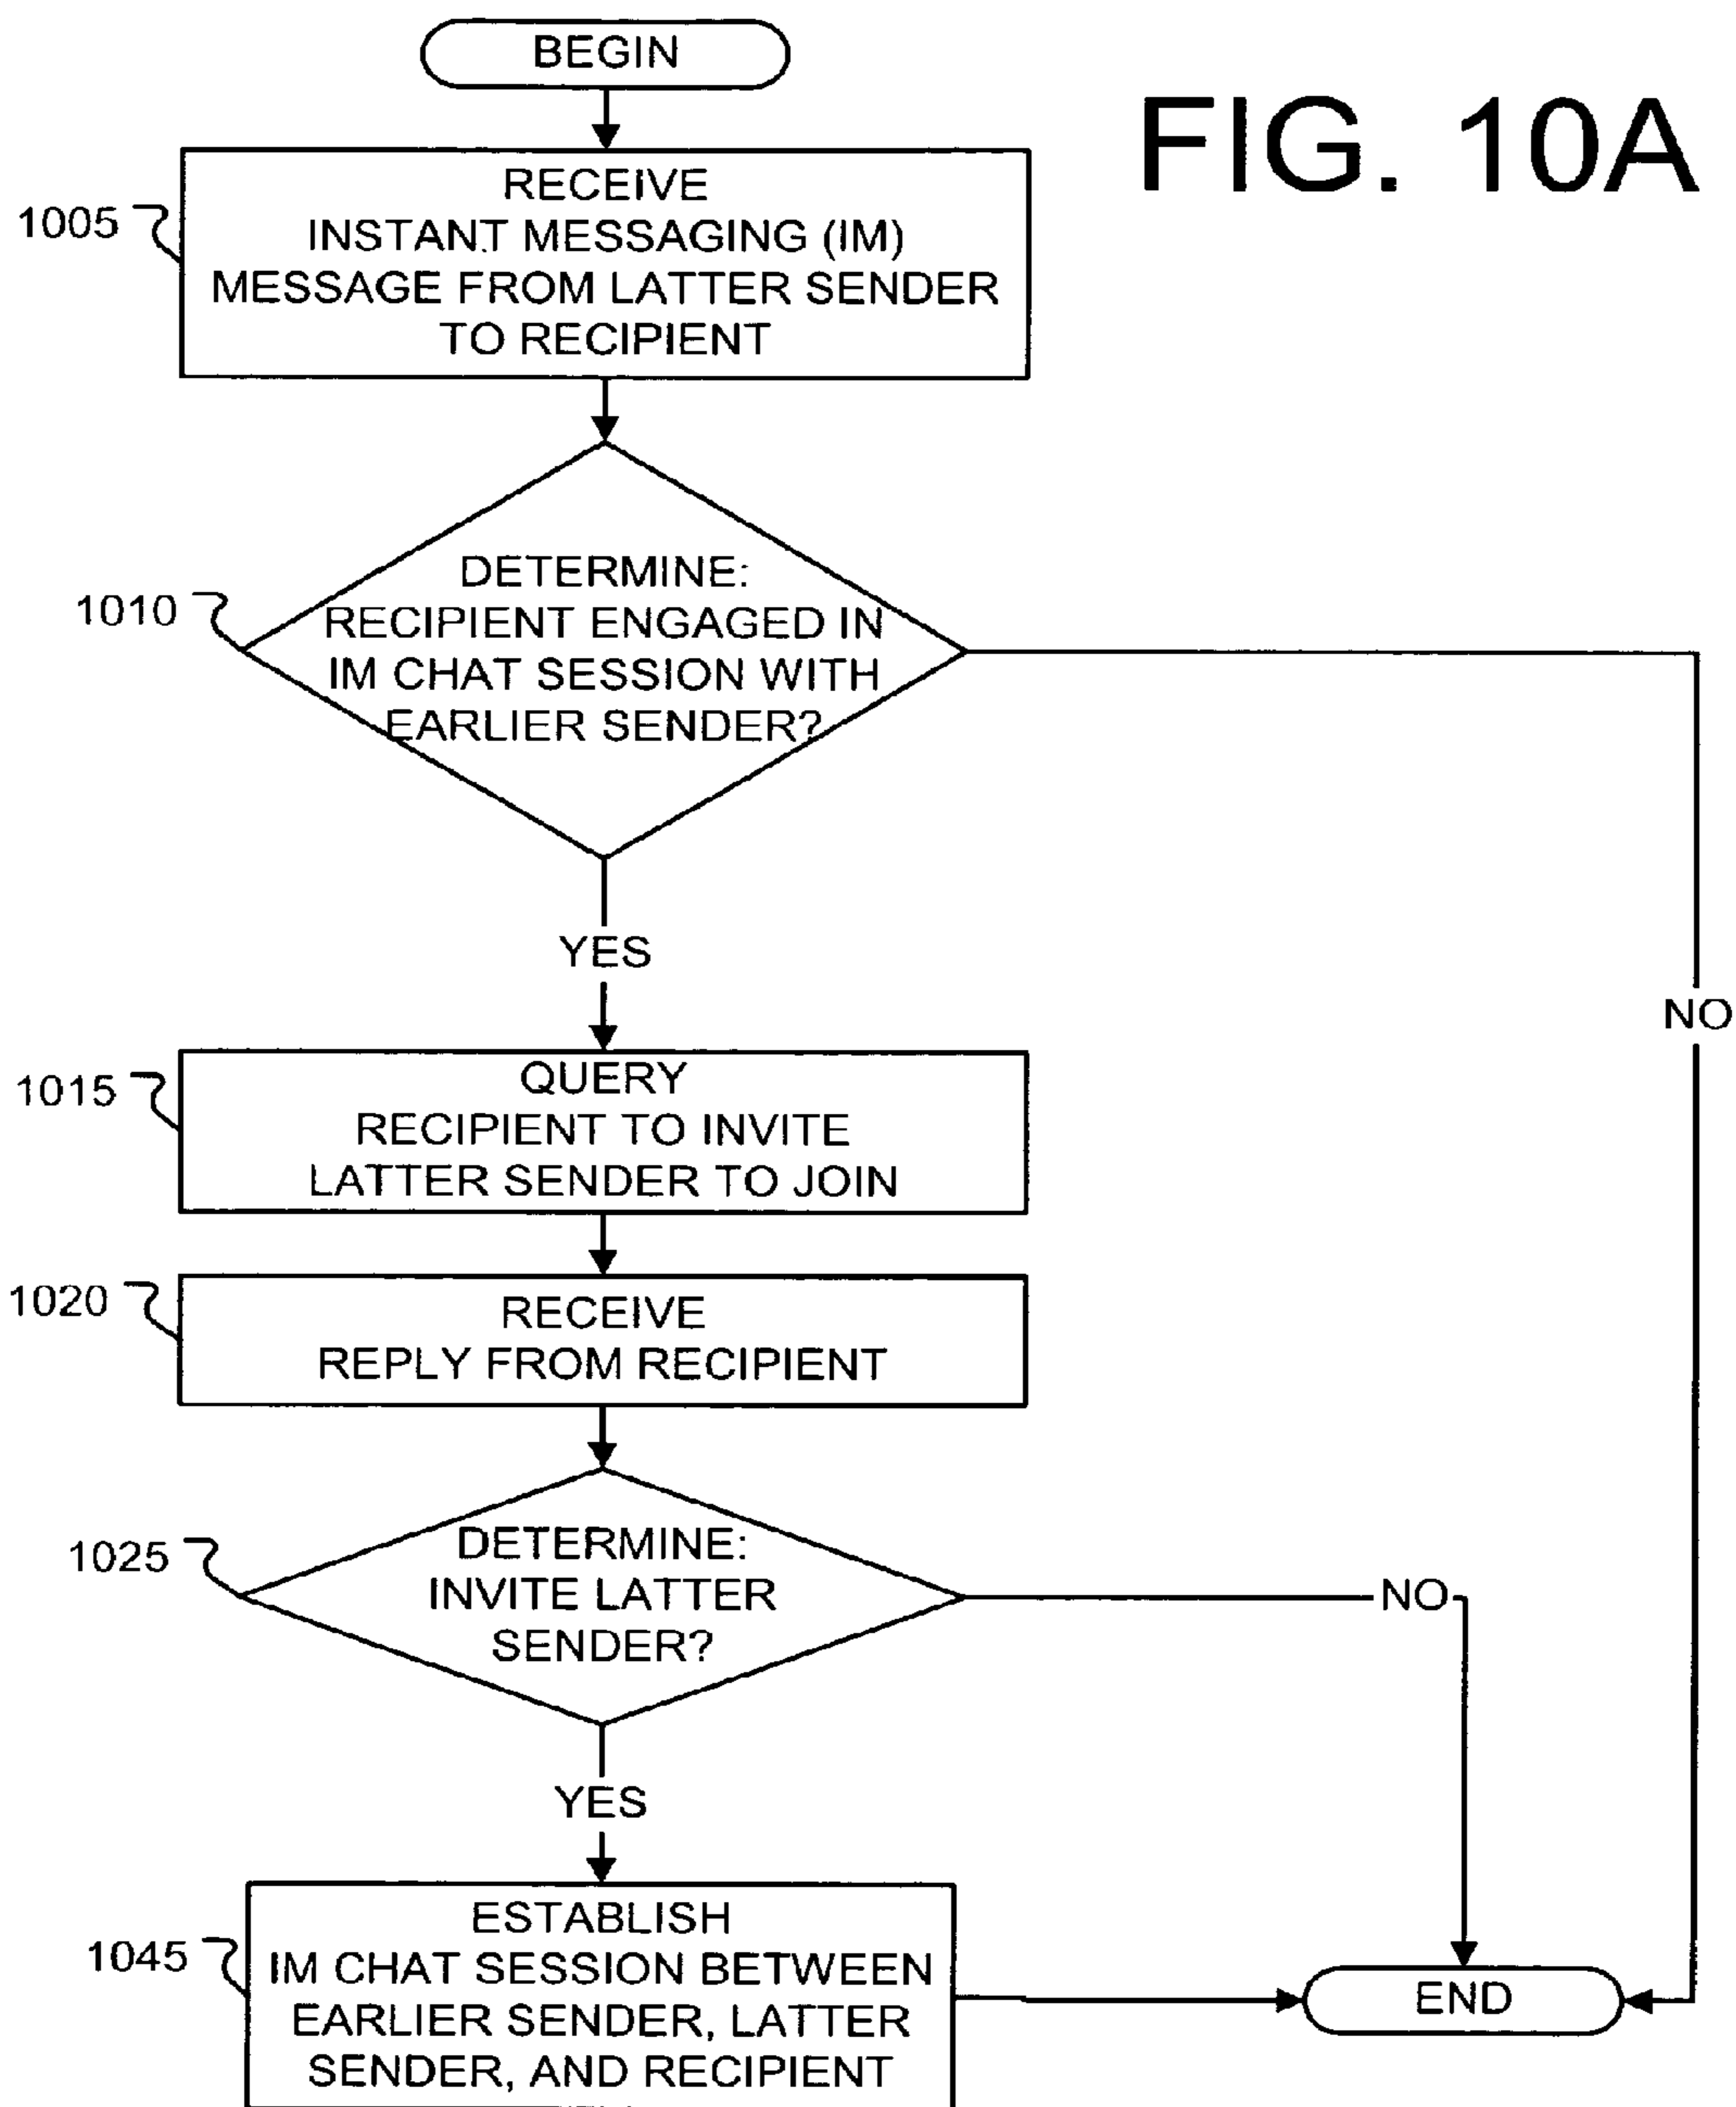 BEGIN
FIG. 10A
1005
RECEIVE
INSTANT MESSAGING (IM)
MESSAGE FROM LATTER SENDER
TO RECIPIENT
1010
DETERMINE:
RECIPIENT ENGAGED IN
IM CHAT SESSION WITH
EARLIER SENDER?
YES
NO
1015
QUERY
RECIPIENT TO INVITE
LATTER SENDER TO JOIN
1020
RECEIVE
REPLY FROM RECIPIENT
1025
DETERMINE:
INVITE LATTER
SENDER?
NO
YES
1045
ESTABLISH
IM CHAT SESSION BETWEEN
EARLIER SENDER, LATTER
SENDER, AND RECIPIENT
END